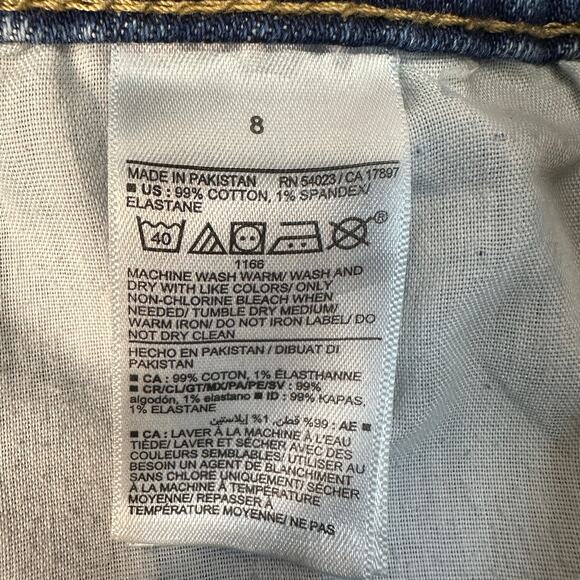 8
MADE IN PAKISTAN RN 54023 / CA 17897
■ US : 99% COTTON, 1% SPANDEX/
ELASTANE
40 ®
1166
MACHINE WASH WARM/ WASH AND
DRY WITH LIKE COLORS/ ONLY
NON-CHLORINE BLEACH WHEN
NEEDED/ TUMBLE DRY MEDIUM/
WARM IRON/ DO NOT IRON LABEL/ DO
NOT DRY CLEAN
HECHO EN PAKISTAN / DIBUAT DI
PAKISTAN
■ CA : 99% COTON, 1% ÉLASTHANNE
■ CR/CL/GT/MX/PA/PE/SV : 99%
algodón, 1% elastano ■ ID : 99% KAPAS,
1% ELASTANE
■ AE : 99% قطن, 1% إيلاستين
■ CA : LAVER À LA MACHINE À L'EAU
TIÈDE/ LAVER ET SÉCHER AVEC DES
COULEURS SEMBLABLES/ UTILISER AU
BESOIN UN AGENT DE BLANCHIMENT
SANS CHLORE UNIQUEMENT/ SÉCHER
À LA MACHINE À TEMPÉRATURE
MOYENNE/ REPASSER À
TEMPÉRATURE MOYENNE/ NE PAS